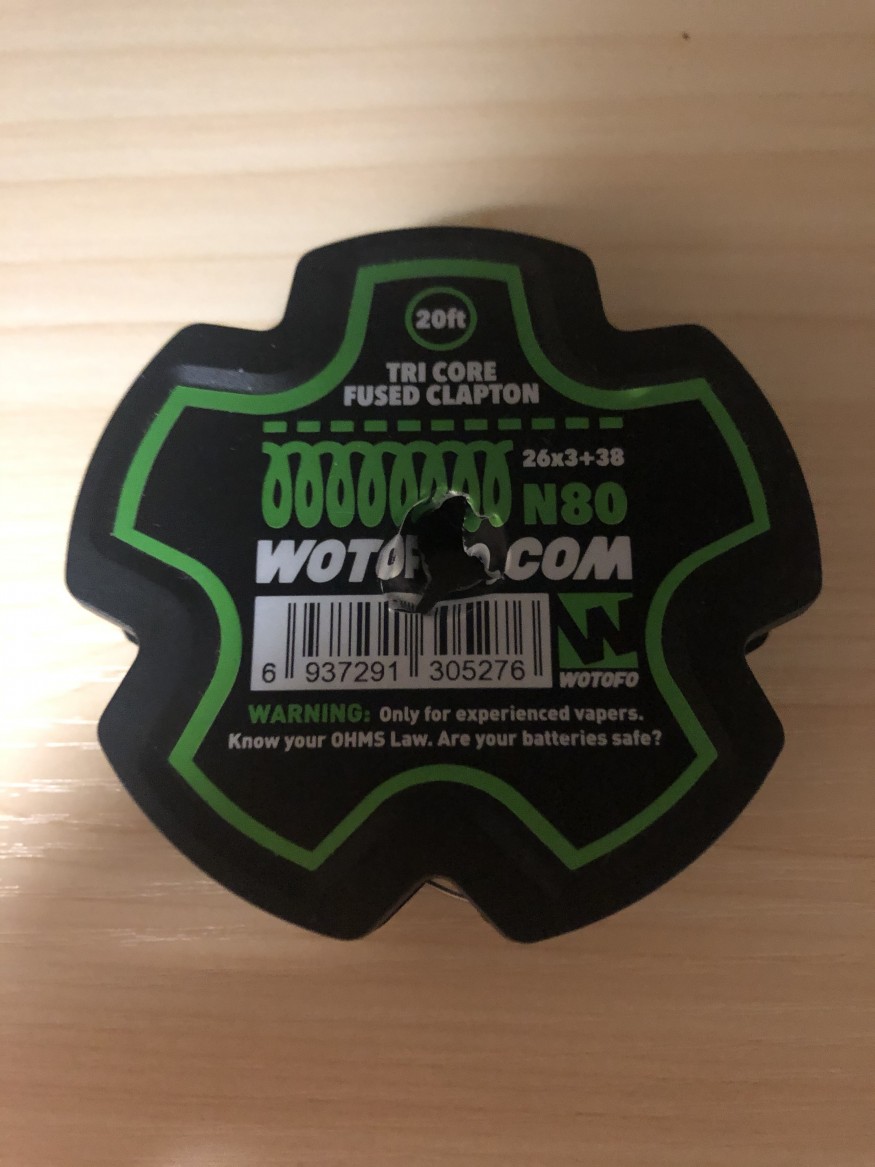 20ft
TRI CORE
FUSED CLAPTON
26x3+38
N80
.COM
6 937291 305276
WOTOFO
WARNING: Only for experienced vapers.
Know your OHMS Law. Are your batteries safe?